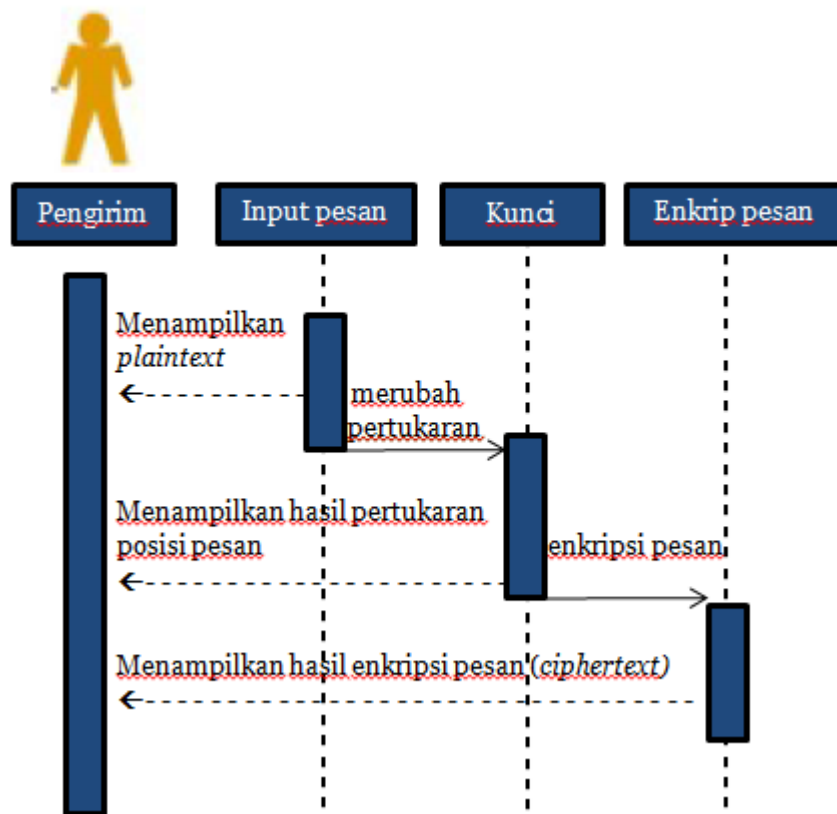 Pengirim
Input pesan
Kunci
Enkrip pesan
Menampilkan
plaintext
merubah
pertukaran
Menampilkan hasil pertukaran
posisi pesan
enkripsi pesan
Menampilkan hasil enkripsi pesan (ciphertext)